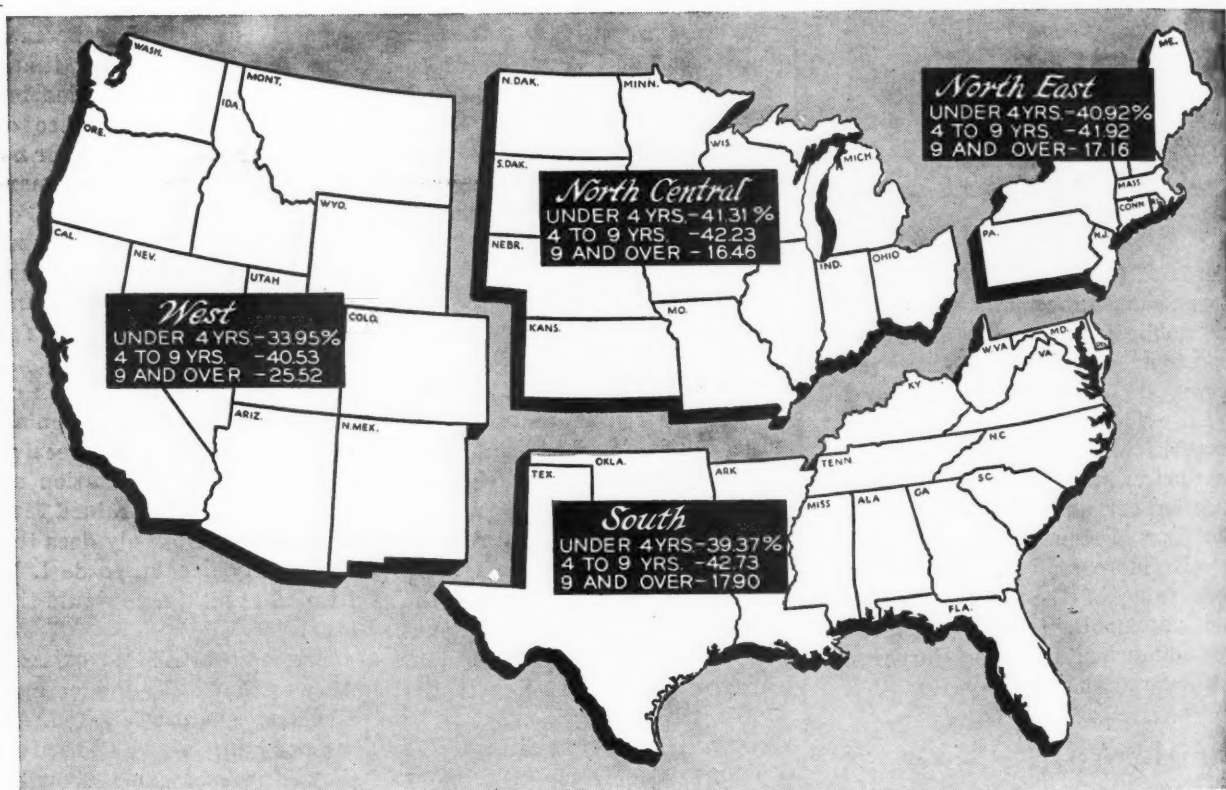 WASH.
MONT.
IDA.
ORE.
WYO.
CAL.
NEV.
UTAH
COLO.
ARIZ.
N.MEX.
West
UNDER 4 YRS.-33.95%
4 TO 9 YRS. -40.53
9 AND OVER -25.52
N.DAK.
MINN.
S.DAK.
WIS.
MICH
NEBR.
IND.
OHIO
KANS.
MO.
North Central
UNDER 4 YRS.-41.31%
4 TO 9 YRS. -42.23
9 AND OVER -16.46
ME.
North East
UNDER 4 YRS.-40.92%
4 TO 9 YRS. -41.92
9 AND OVER-17.16
MASS.
CONN
R.I.
PA.
N.J.
W.VA
MD.
DEL.
VA
KY
N.C
TENN.
S.C.
TEX.
OKLA.
ARK
MISS
ALA
GA
FLA.
South
UNDER 4 YRS-39.37%
4 TO 9 YRS. -42.73
9 AND OVER-17.90